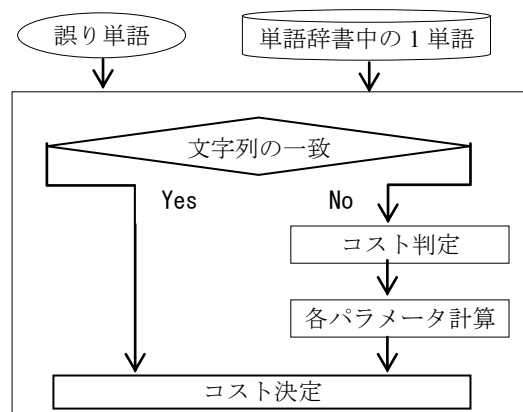 誤り単語
単語辞書中の1単語
文字列の一致
Yes
No
コスト判定
各パラメータ計算
コスト決定